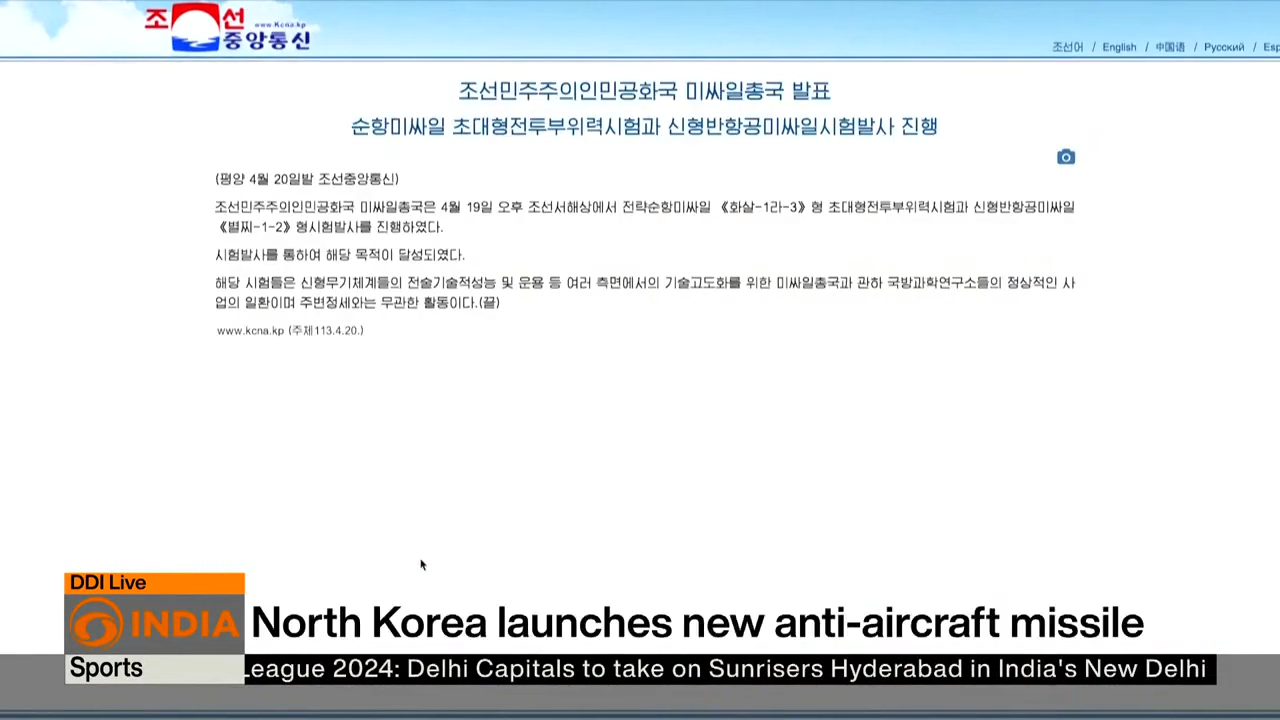 조선
www.Kcna.kp
중앙통신
조선어 / English / 中国语 / Русский / Esp
조선민주주의인민공화국 미싸일총국 발표
순항미싸일 초대형전투부위력시험과 신형반항공미싸일시험발사 진행
(평양 4월 20일발 조선중앙통신)
조선민주주의인민공화국 미싸일총국은 4월 19일 오후 조선서해상에서 전략순항미싸일 《화살-1라-3》형 초대형전투부위력시험과 신형반항공미싸일
《별찌-1-2》형시험발사를 진행하였다.
시험발사를 통하여 해당 목적이 달성되였다.
해당 시험들은 신형무기체계들의 전술기술적성능 및 운용 등 여러 측면에서의 기술고도화를 위한 미싸일총국과 관하 국방과학연구소들의 정상적인 사
업의 일환이며 주변정세와는 무관한 활동이다.(끝)
www.kcna.kp (주체113.4.20.)
DDI Live
INDIA
North Korea launches new anti-aircraft missile
Sports
League 2024: Delhi Capitals to take on Sunrisers Hyderabad in India's New Delhi